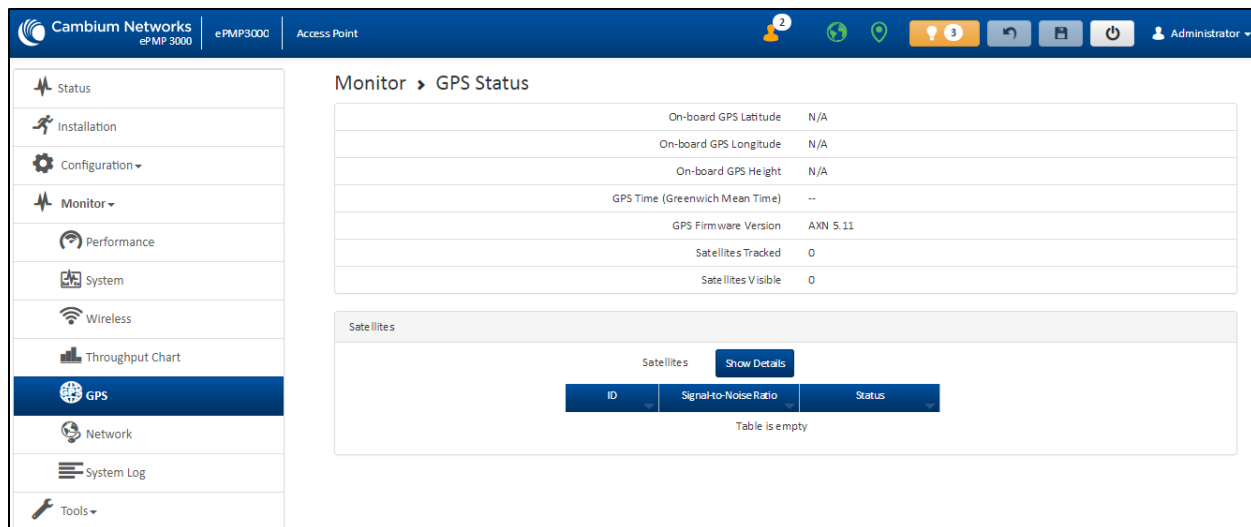 Cambium Networks
ePMP 3000
ePMP3000
Access Point
2
3
Administrator
Status
Installation
Configuration
Monitor
Performance
System
Wireless
Throughput Chart
GPS
Network
System Log
Tools
Monitor > GPS Status
On-board GPS Latitude N/A
On-board GPS Longitude N/A
On-board GPS Height N/A
GPS Time (Greenwich Mean Time) --
GPS Firmware Version AXN 5.11
Satellites Tracked 0
Satellites Visible 0
Satellites
Satellites Show Details
ID Signal-to-Noise Ratio Status
Table is empty